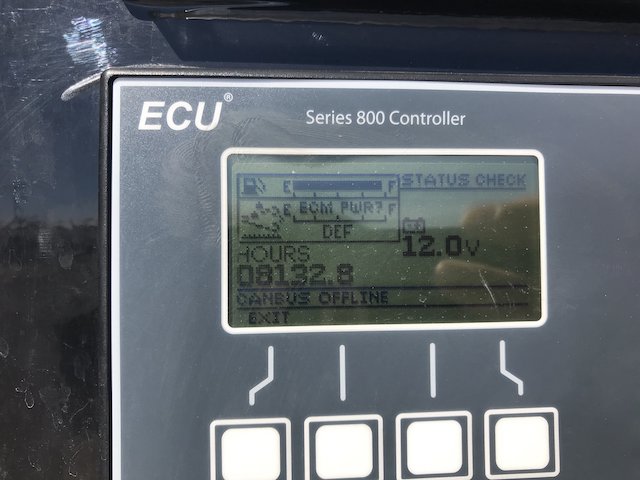 ECU®
Series 800 Controller
E F STATUS CHECK
E ECM PWR? F
DEF
HOURS 12.0V
08132.8
CANBUS OFFLINE
EXIT